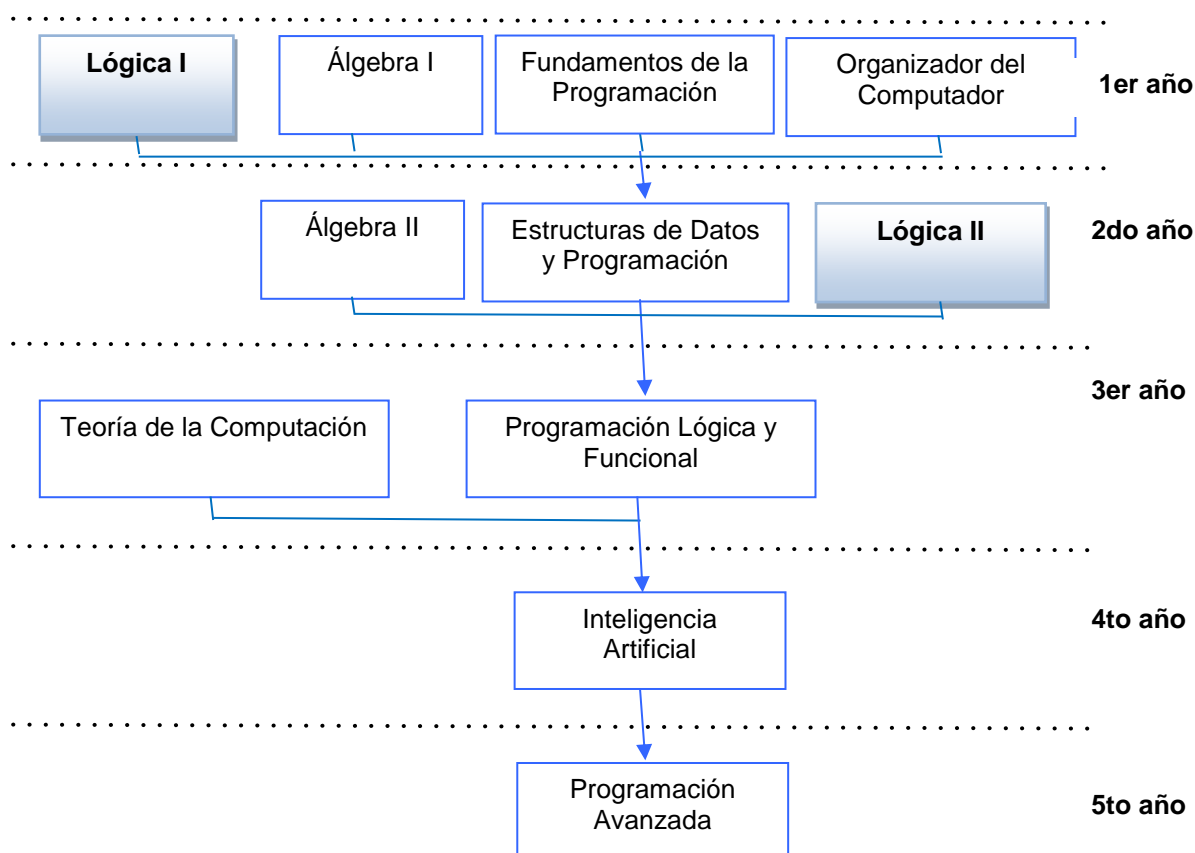 Lógica I
Álgebra I
Fundamentos de la
Programación
Organizador del
Computador
1er año
Álgebra II
Estructuras de Datos
y Programación
Lógica II
2do año
3er año
Teoría de la Computación
Programación Lógica y
Funcional
Inteligencia
Artificial
4to año
Programación
Avanzada
5to año